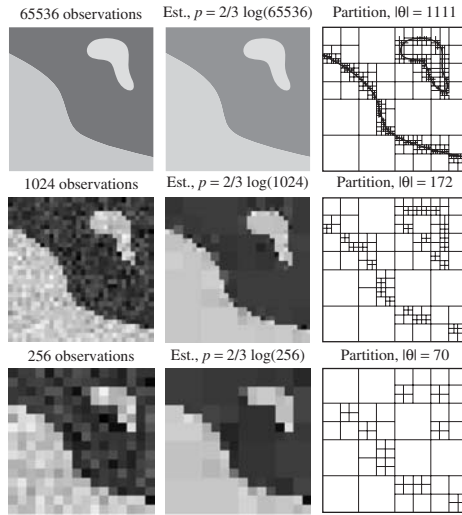 65536 observations Est., p = 2/3 log(65536) Partition, |θ| = 1111
1024 observations Est., p = 2/3 log(1024) Partition, |θ| = 172
256 observations Est., p = 2/3 log(256) Partition, |θ| = 70